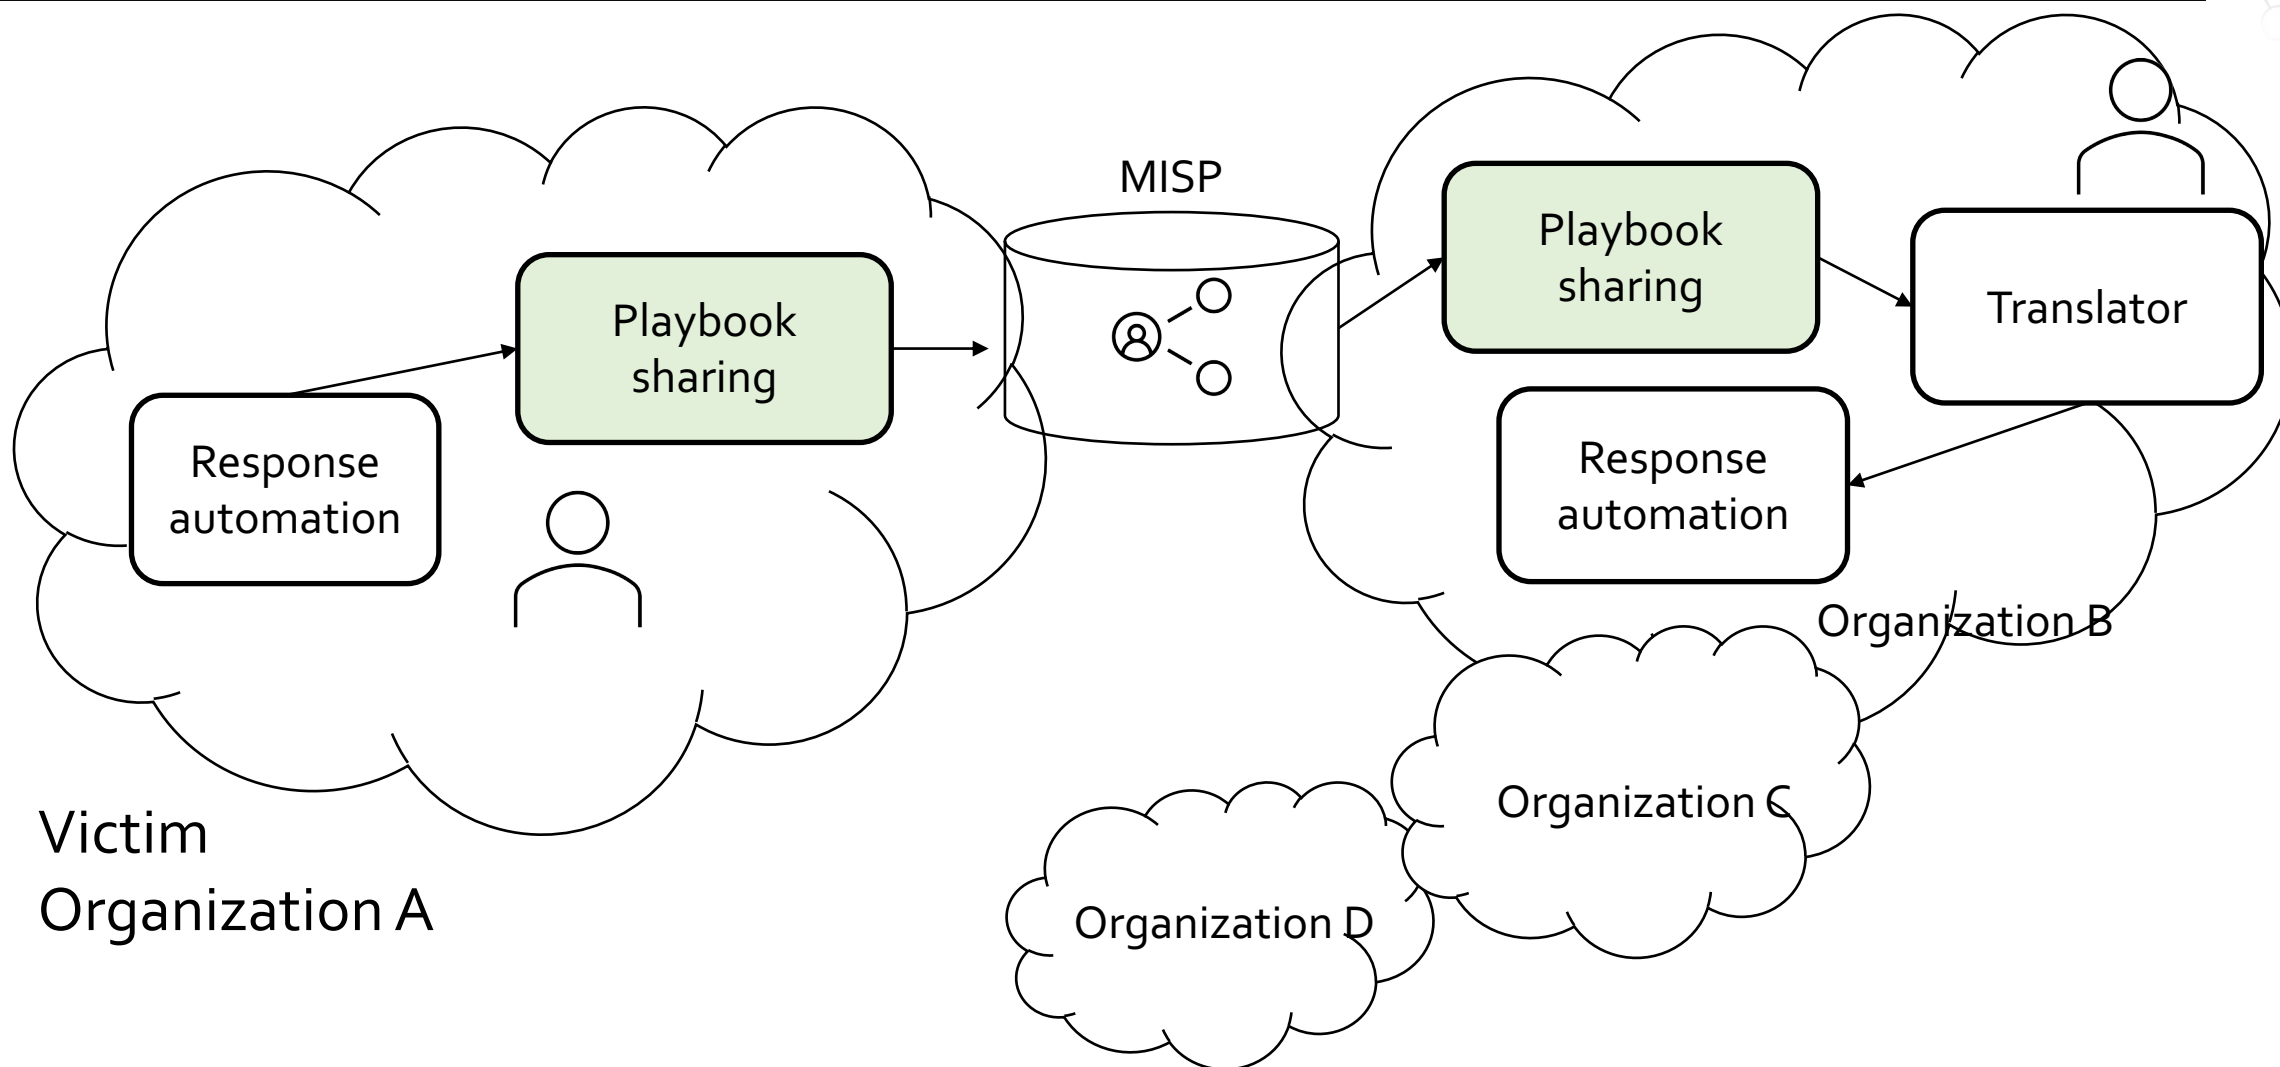 MISP
Playbook
sharing
Response
automation
Playbook
sharing
Translator
Response
automation
Organization B
Victim
Organization A
Organization C
Organization D